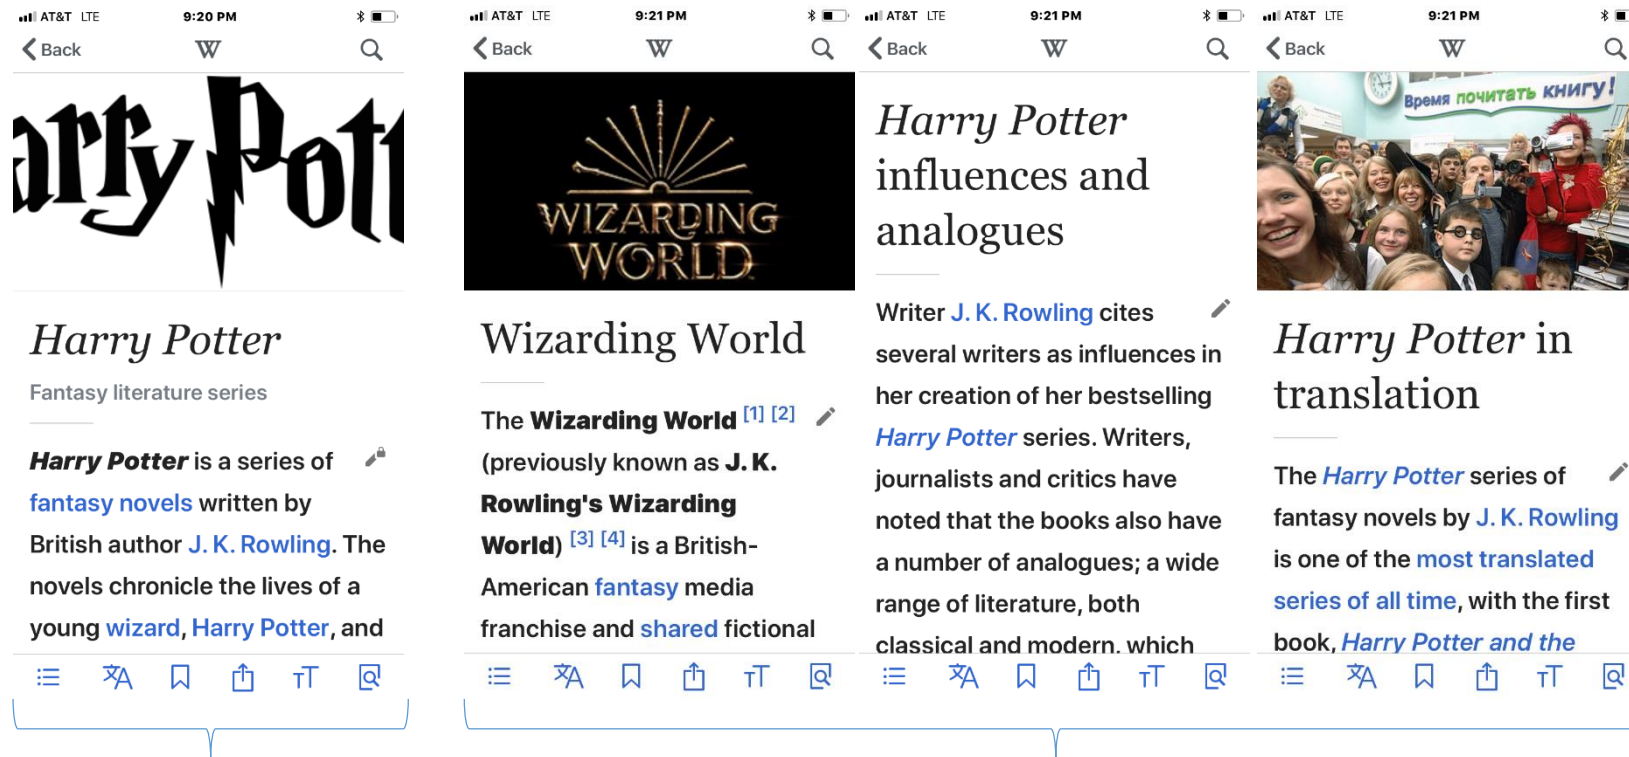 AT&T LTE
9:20 PM
Back
W
arry Pott
Harry Potter
Fantasy literature series
Harry Potter is a series of
fantasy novels written by
British author J. K. Rowling. The
novels chronicle the lives of a
young wizard, Harry Potter, and
AT&T LTE
9:21 PM
Back
W
WIZARDING
WORLD
Wizarding World
The Wizarding World [1] [2]
(previously known as J. K.
Rowling's Wizarding
World) [3] [4] is a British-
American fantasy media
franchise and shared fictional
AT&T LTE
9:21 PM
Back
W
Harry Potter
influences and
analogues
Writer J. K. Rowling cites
several writers as influences in
her creation of her bestselling
Harry Potter series. Writers,
journalists and critics have
noted that the books also have
a number of analogues; a wide
range of literature, both
classical and modern, which
AT&T LTE
9:21 PM
Back
W
Время почитать книгу!
Harry Potter in
translation
The Harry Potter series of
fantasy novels by J. K. Rowling
is one of the most translated
series of all time, with the first
book, Harry Potter and the